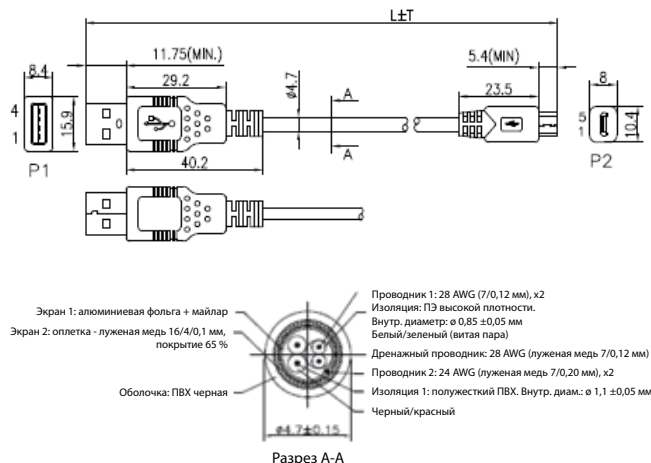 L±T
11.75(MIN.)
5.4(MIN)
8.4
29.2
ø4.7
A
23.5
8
4
1
15.9
5
1
10.4
A
P1
40.2
P2
Экран 1: алюминиевая фольга + майлар
Экран 2: оплетка - луженая медь 16/4/0,1 мм,
покрытие 65 %
Оболочка: ПВХ черная
Проводник 1: 28 AWG (7/0,12 мм), x2
Изоляция: ПЭ высокой плотности.
Внутр. диаметр: ø 0,85 ±0,05 мм
Белый/зеленый (витая пара)
Дренажный проводник: 28 AWG (луженая медь 7/0,12 мм)
Проводник 2: 24 AWG (луженая медь 7/0,20 мм), x2
Изоляция 1: полужесткий ПВХ. Внутр. диам.: ø 1,1 ±0,05 мм
Черный/красный
ø4.7±0.15
Разрез A-A